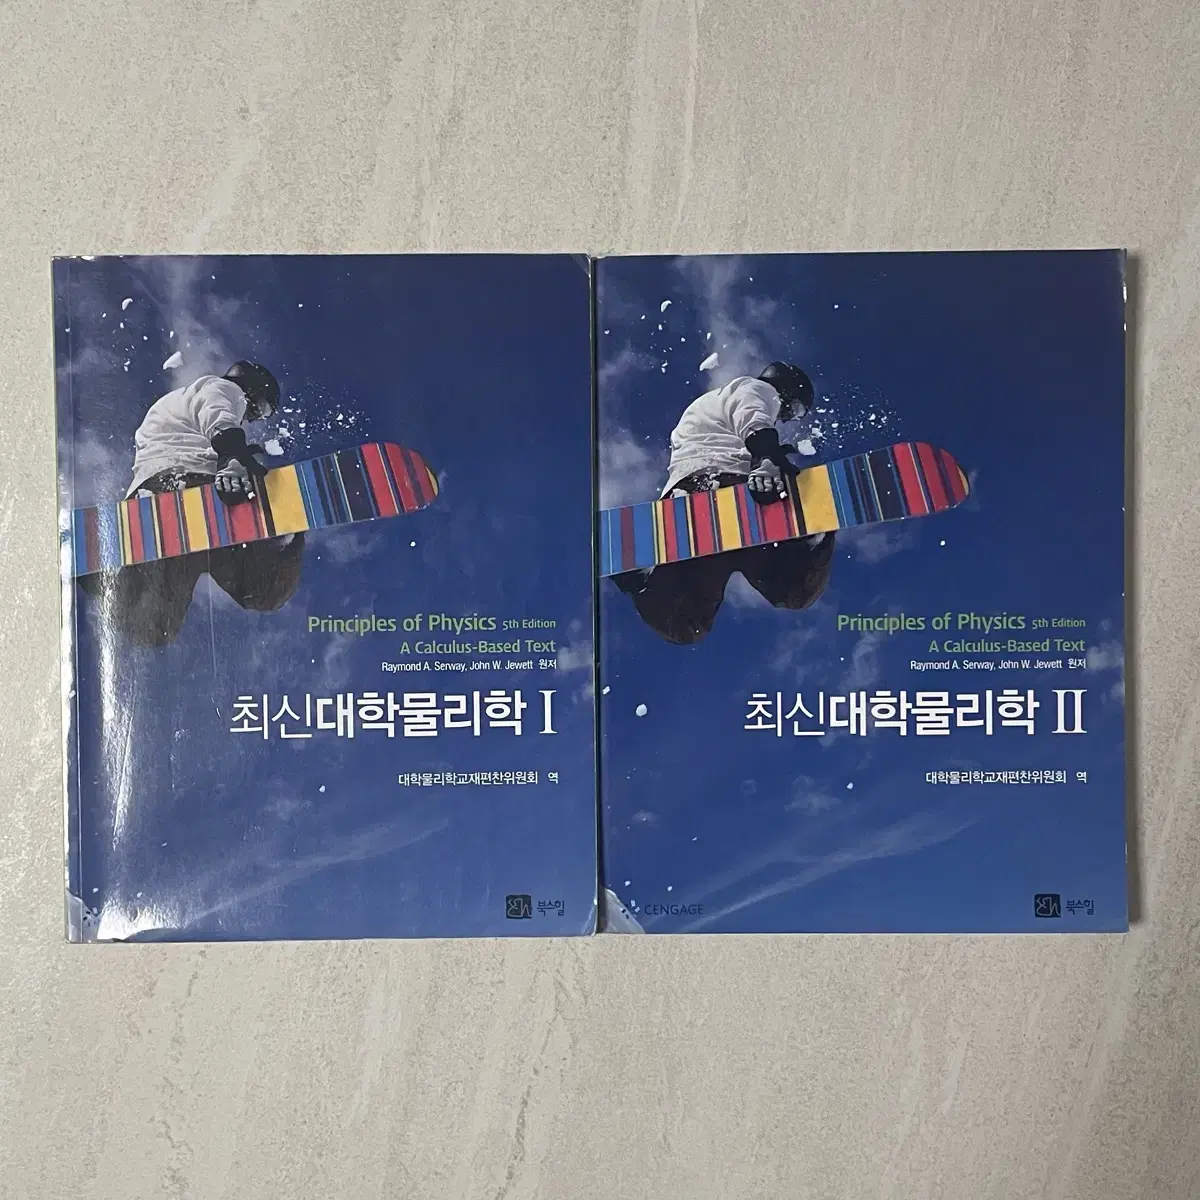 Principles of Physics 5th Edition
A Calculus-Based Text
Raymond A. Serway, John W. Jewett 원저
최신대학물리학 I
대학물리학교재편찬위원회 역
북스힐
Principles of Physics 5th Edition
A Calculus-Based Text
Raymond A. Serway, John W. Jewett 원저
최신대학물리학 II
대학물리학교재편찬위원회 역
CENGAGE
북스힐